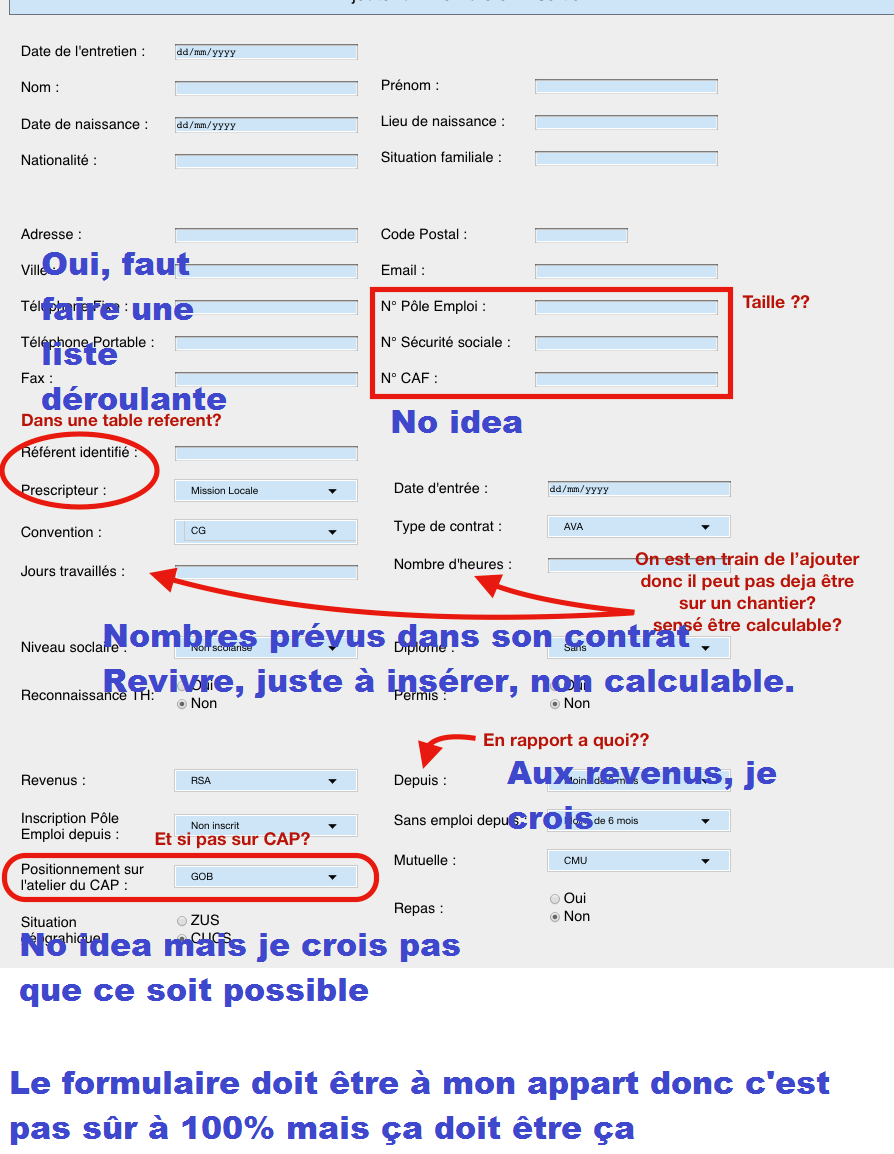 Date de l'entretien : dd/mm/yyyy
Nom : Prénom :
Date de naissance : dd/mm/yyyy Lieu de naissance :
Nationalité : Situation familiale :
Adresse : Code Postal :
Oui, faut
Ville : Email :
faire une
Téléphone Fixe : N° Pôle Emploi : Taille ??
liste
Téléphone Portable : N° Sécurité sociale :
déroulante
Fax : N° CAF :
Dans une table referent? No idea
Référent identifié :
Prescripteur : Mission Locale Date d'entrée : dd/mm/yyyy
Convention : CG Type de contrat : AVA
Jours travaillés : Nombre d'heures :
On est en train de l'ajouter
donc il peut pas deja être
sur un chantier?
sensé être calculable?
Nombres prévus dans son contrat
Niveau soclaire : Non scolarisé Diplôme : Sans
Revivre, juste à insérer, non calculable.
Reconnaissance TH: Oui Permis : Oui
Non Non
En rapport a quoi??
Revenus : RSA Depuis : Moins de 6 mois
Aux revenus, je
crois
Inscription Pôle
Emploi depuis : Non inscrit Sans emploi depuis : Moins de 6 mois
Et si pas sur CAP?
Positionnement sur
l'atelier du CAP : GOB Mutuelle : CMU
Repas : Oui
Non
Situation
géograhique ZUS
CUCS
No idea mais je crois pas
que ce soit possible
Le formulaire doit être à mon appart donc c'est
pas sûr à 100% mais ça doit être ça